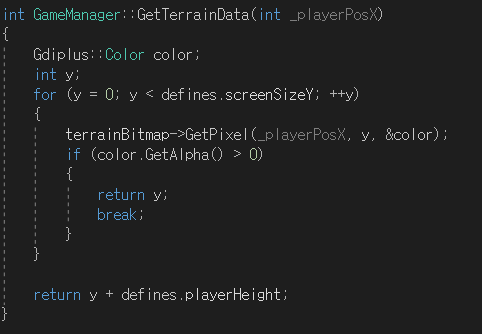 int GameManager::GetTerrainData(int _playerPosX)
{
    Gdiplus::Color color;
    int y;
    for (y = 0; y < defines.screenSizeY; ++y)
    {
        terrainBitmap->GetPixel(_playerPosX, y, &color);
        if (color.GetAlpha() > 0)
        {
            return y;
            break;
        }
    }

    return y + defines.playerHeight;
}